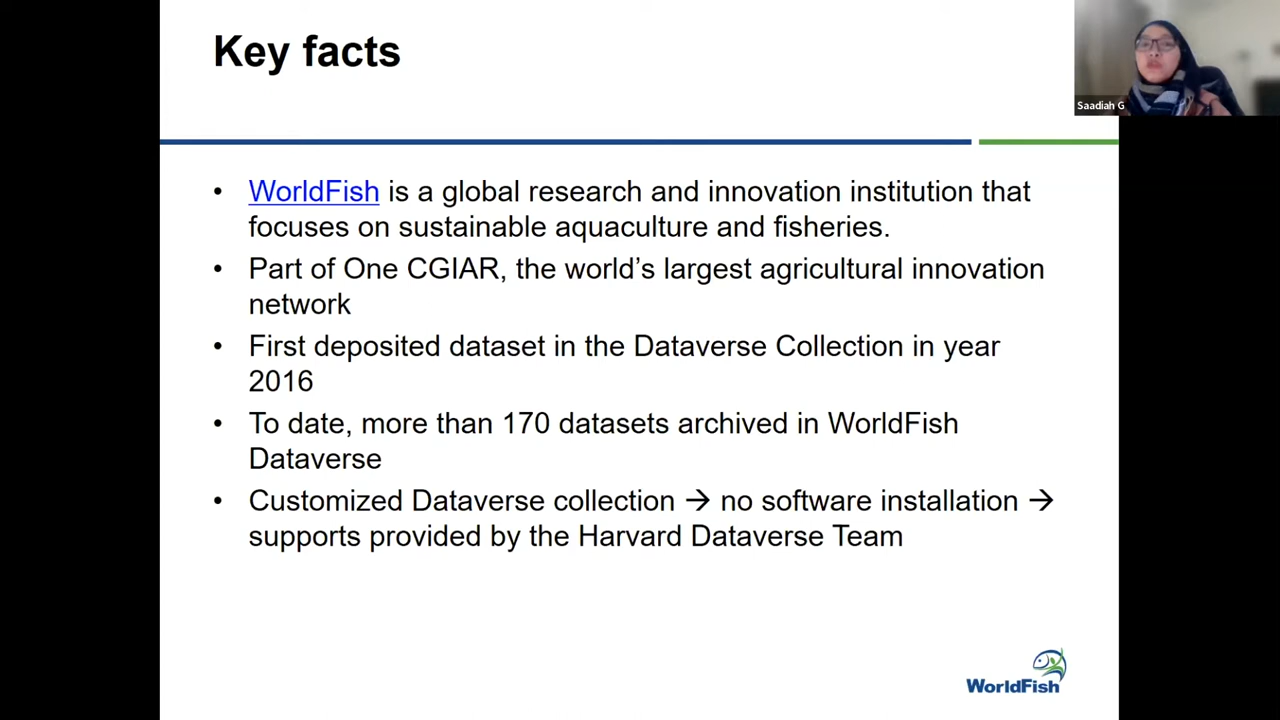 Key facts
Saadiah G
• WorldFish is a global research and innovation institution that
focuses on sustainable aquaculture and fisheries.
• Part of One CGIAR, the world’s largest agricultural innovation
network
• First deposited dataset in the Dataverse Collection in year
2016
• To date, more than 170 datasets archived in WorldFish
Dataverse
• Customized Dataverse collection → no software installation →
supports provided by the Harvard Dataverse Team
WorldFish